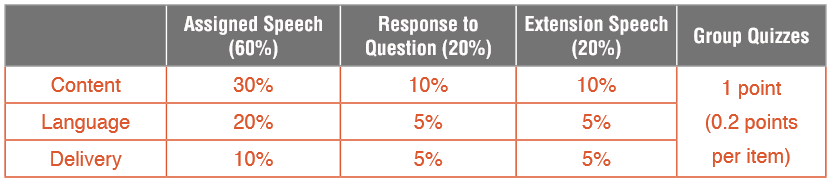 Assigned Speech (60%) Response to Question (20%) Extension Speech (20%) Group Quizzes
Content 30% 10% 10% 1 point
Language 20% 5% 5% (0.2 points
Delivery 10% 5% 5% per item)